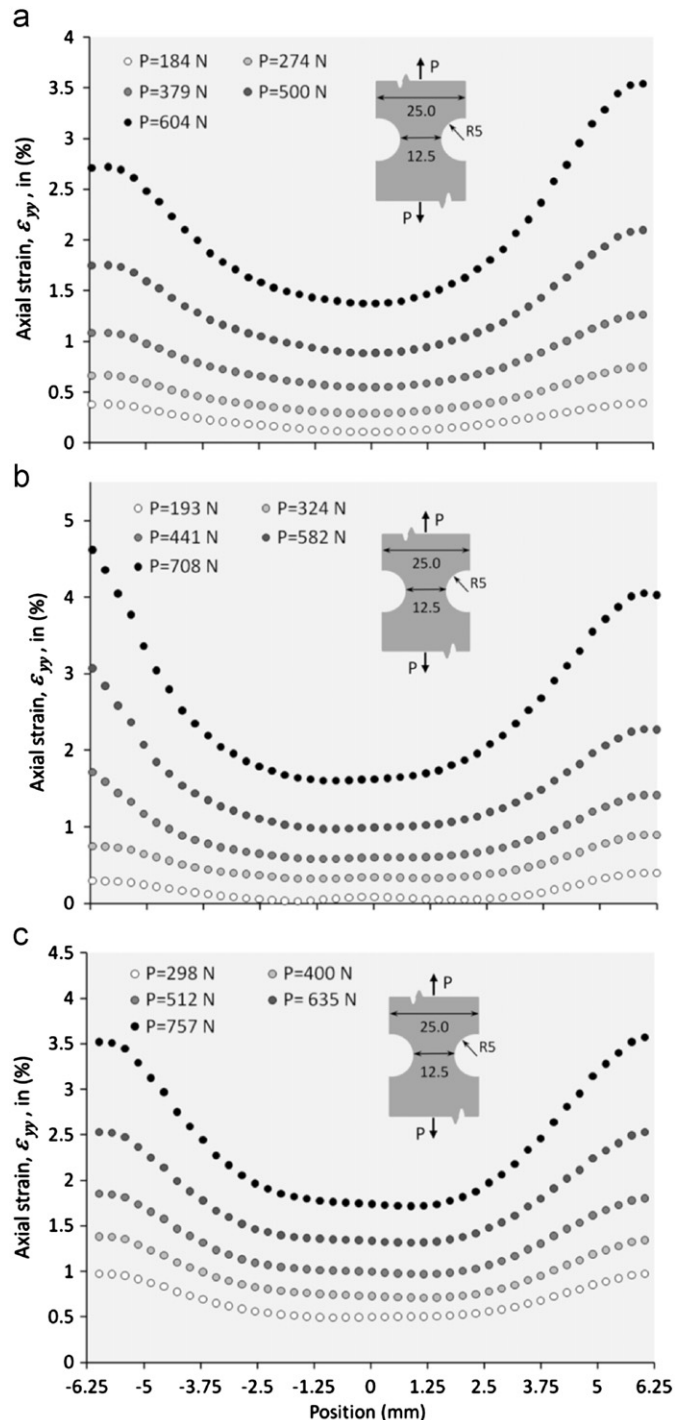 a
Axial strain, εyy, in (%)
4
3.5
3
2.5
2
1.5
1
0.5
0
P=184 N P=274 N
P=379 N P=500 N
P=604 N
P
25.0
R5
12.5
P
b
Axial strain, εyy, in (%)
5
4
3
2
1
0
P=193 N P=324 N
P=441 N P=582 N
P=708 N
P
25.0
R5
12.5
P
c
Axial strain, εyy, in (%)
4.5
4
3.5
3
2.5
2
1.5
1
0.5
0
P=298 N P=400 N
P=512 N P= 635 N
P=757 N
P
25.0
R5
12.5
P
-6.25 -5 -3.75 -2.5 -1.25 0 1.25 2.5 3.75 5 6.25
Position (mm)